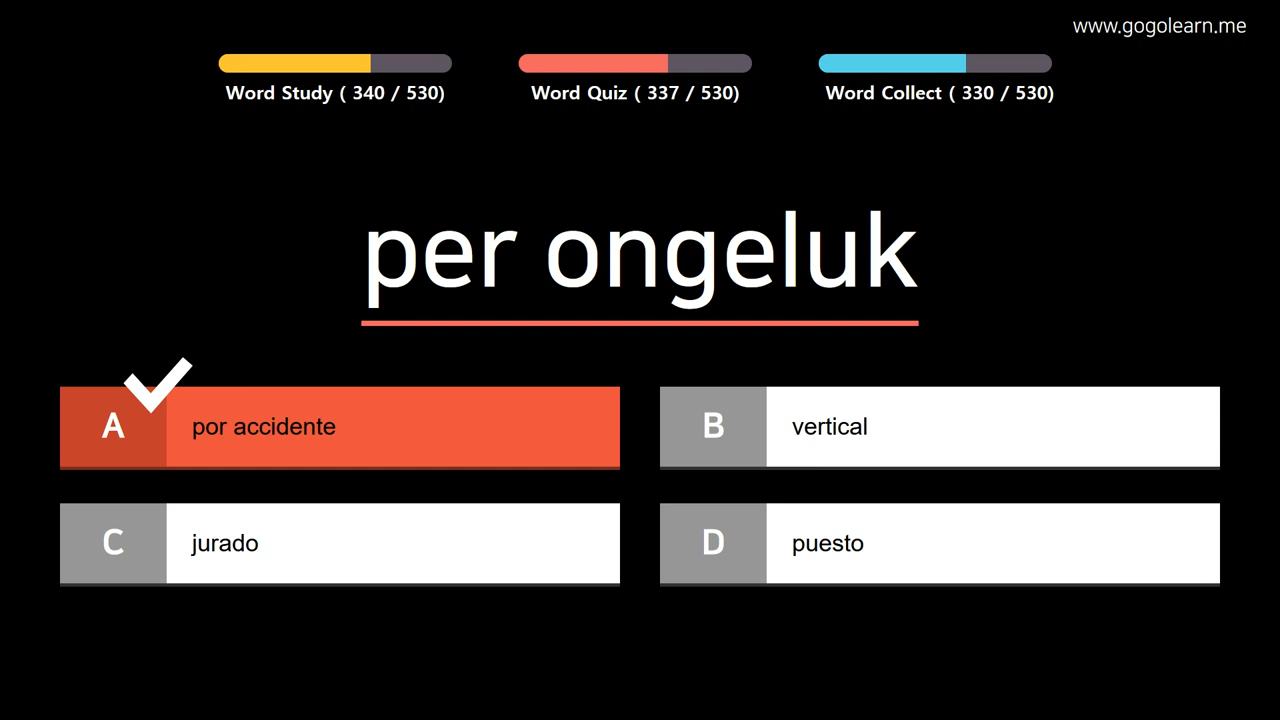 www.gogolearn.me
Word Study ( 340 / 530)
Word Quiz ( 337 / 530)
Word Collect ( 330 / 530)
per ongeluk
A por accidente
B vertical
C jurado
D puesto